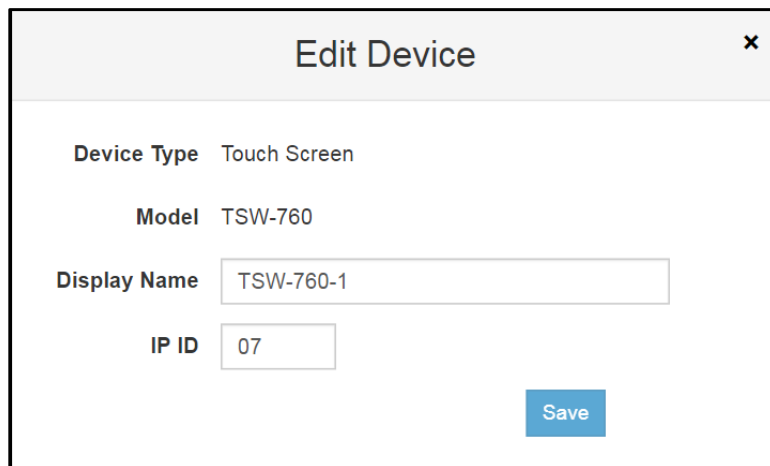 Edit Device
×
Device Type Touch Screen
Model TSW-760
Display Name TSW-760-1
IP ID 07
Save